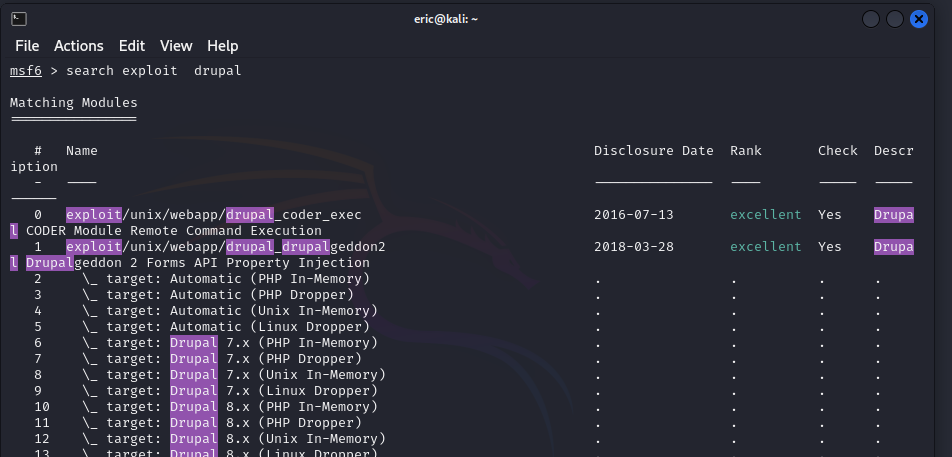 eric@kali: ~
File Actions Edit View Help
msf6 > search exploit  drupal
Matching Modules
================
   #   Name                                                              Disclosure Date  Rank       Check  Descr
iption
   -   ----                                                              ---------------  ----       -----  -----
------
   0   exploit/unix/webapp/drupal_coder_exec                             2016-07-13       excellent  Yes    Drupa
l CODER Module Remote Command Execution
   1   exploit/unix/webapp/drupal_drupalgeddon2                          2018-03-28       excellent  Yes    Drupa
l Drupalgeddon 2 Forms API Property Injection
   2     \_ target: Automatic (PHP In-Memory)                            .                .          .      .
   3     \_ target: Automatic (PHP Dropper)                              .                .          .      .
   4     \_ target: Automatic (Unix In-Memory)                           .                .          .      .
   5     \_ target: Automatic (Linux Dropper)                            .                .          .      .
   6     \_ target: Drupal 7.x (PHP In-Memory)                           .                .          .      .
   7     \_ target: Drupal 7.x (PHP Dropper)                             .                .          .      .
   8     \_ target: Drupal 7.x (Unix In-Memory)                          .                .          .      .
   9     \_ target: Drupal 7.x (Linux Dropper)                           .                .          .      .
   10    \_ target: Drupal 8.x (PHP In-Memory)                           .                .          .      .
   11    \_ target: Drupal 8.x (PHP Dropper)                             .                .          .      .
   12    \_ target: Drupal 8.x (Unix In-Memory)                          .                .          .      .
   13    \_ target: Drupal 8.x (Linux Dropper)                           .                .          .      .